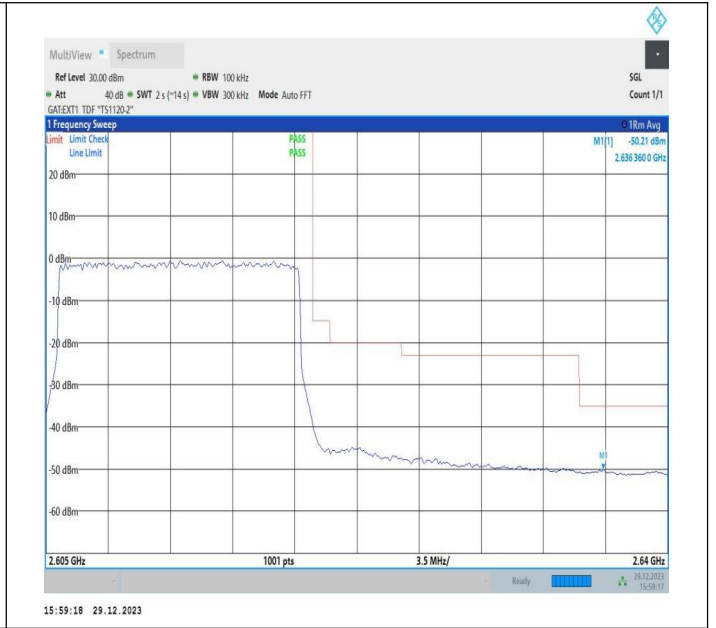 MultiView Spectrum
Ref Level 30.00 dBm RBW 100 kHz SGL
Att 40 dB SWT 2 s (~14 s) VBW 300 kHz Mode Auto FFT Count 1/1
GAT:EXT1 TDF "TS1120-2"
1 Frequency Sweep 1Rm Avg
Limit Limit Check PASS M1[1] -50.21 dBm
Line Limit PASS 2.636 360 0 GHz
20 dBm
10 dBm
0 dBm
-10 dBm
-20 dBm
-30 dBm
-40 dBm
M1
-50 dBm
-60 dBm
2.605 GHz 1001 pts 3.5 MHz/ 2.64 GHz
Ready 29.12.2023
15:59:17
15:59:18 29.12.2023